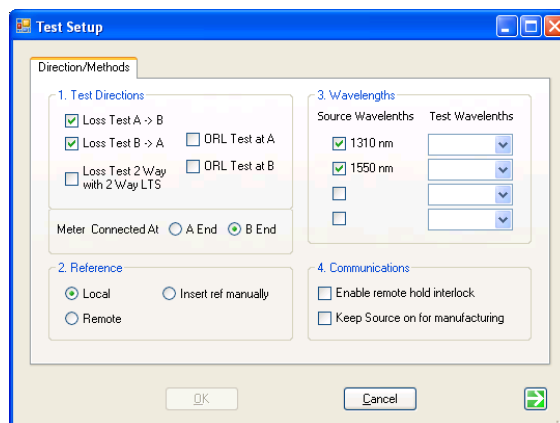 Test Setup
Direction/Methods
1. Test Directions
Loss Test A -> B
Loss Test B -> A
Loss Test 2 Way
with 2 Way LTS
ORL Test at A
ORL Test at B
Meter Connected At A End B End
2. Reference
Local Insert ref manually
Remote
3. Wavelengths
Source Wavelenths Test Wavelenths
1310 nm
1550 nm
4. Communications
Enable remote hold interlock
Keep Source on for manufacturing
OK Cancel